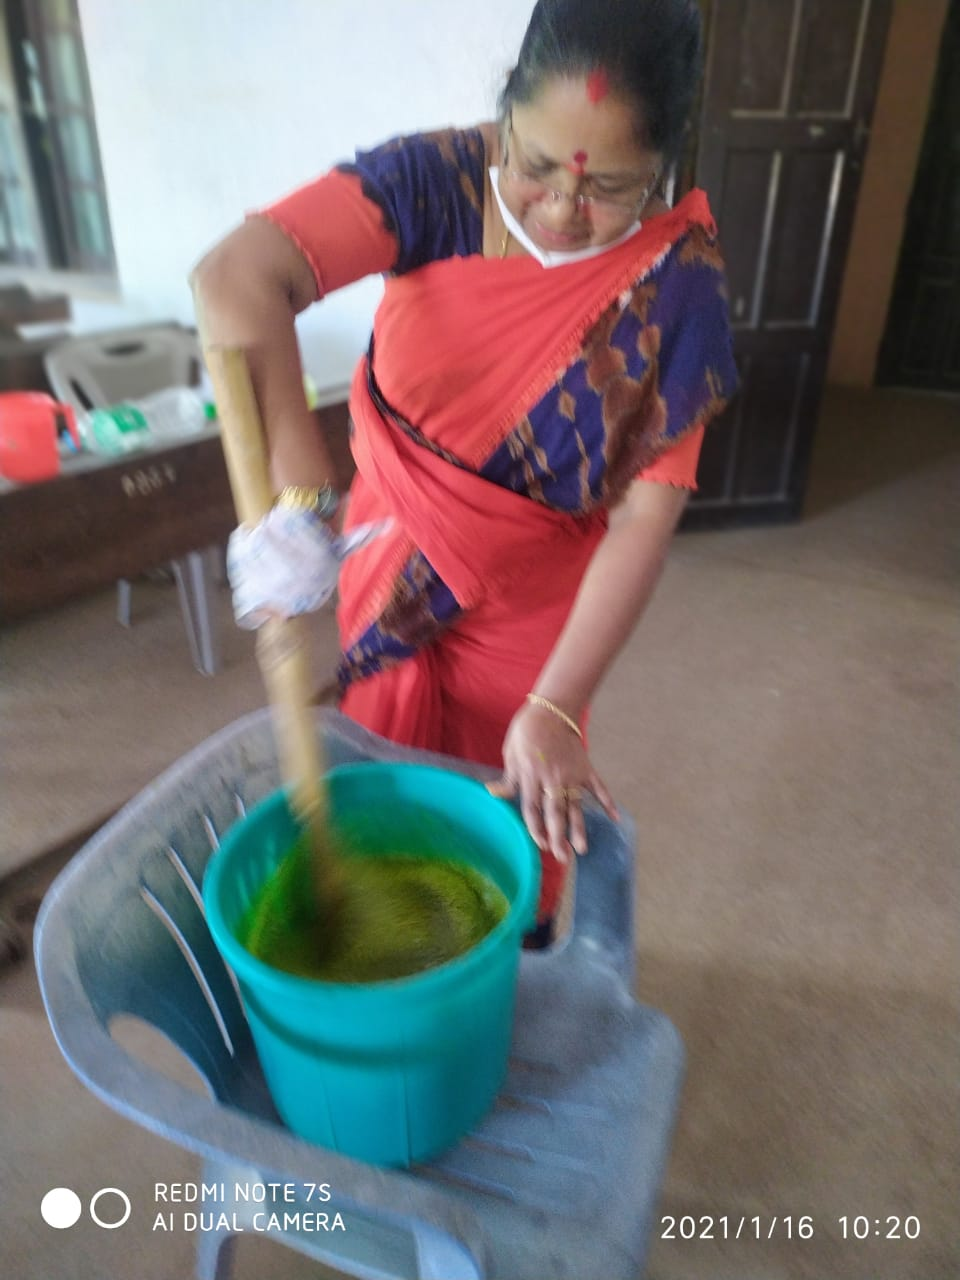 REDMI NOTE 7S
AI DUAL CAMERA
2021/1/16 10:20